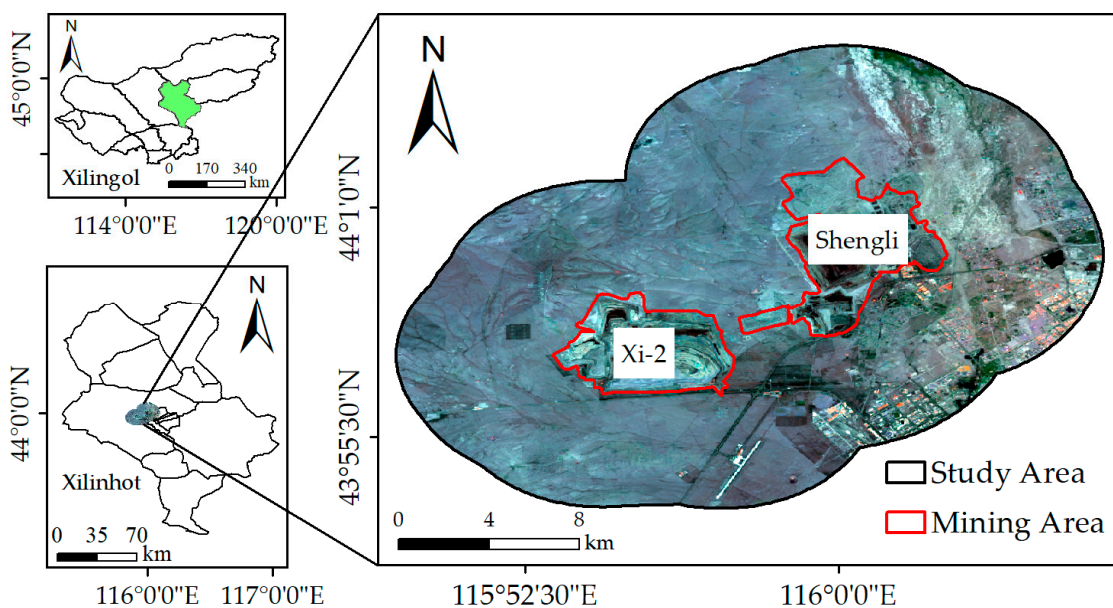 N
45°0'0"N
Xilingol
0 170 340
km
114°0'0"E 120°0'0"E
N
44°0'0"N
Xilinhot
0 35 70
km
116°0'0"E 117°0'0"E
N
44°1'0"N
43°55'30"N
Shengli
Xi-2
Study Area
Mining Area
0 4 8
km
115°52'30"E 116°0'0"E